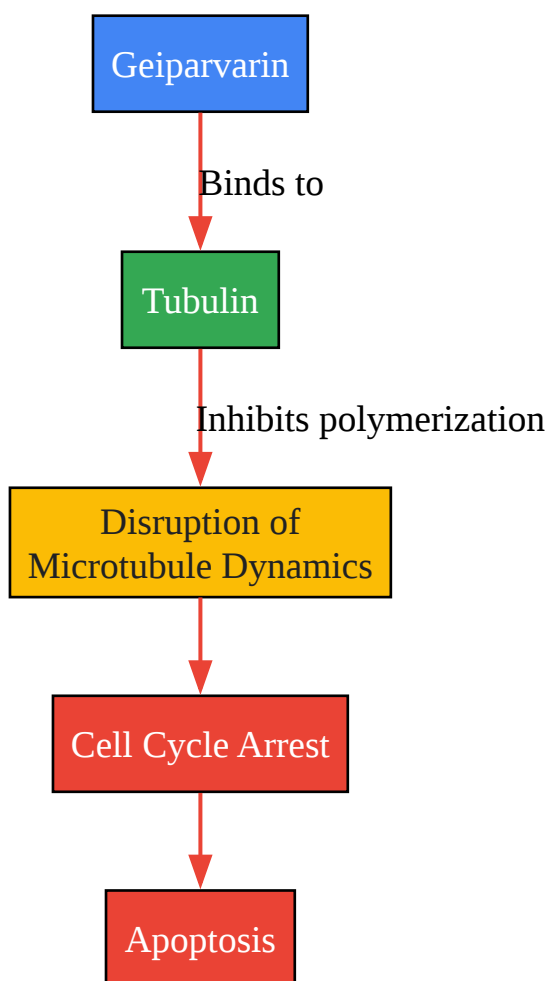 Geiparvarin
Binds to
Tubulin
Inhibits polymerization
Disruption of
Microtubule Dynamics
Cell Cycle Arrest
Apoptosis